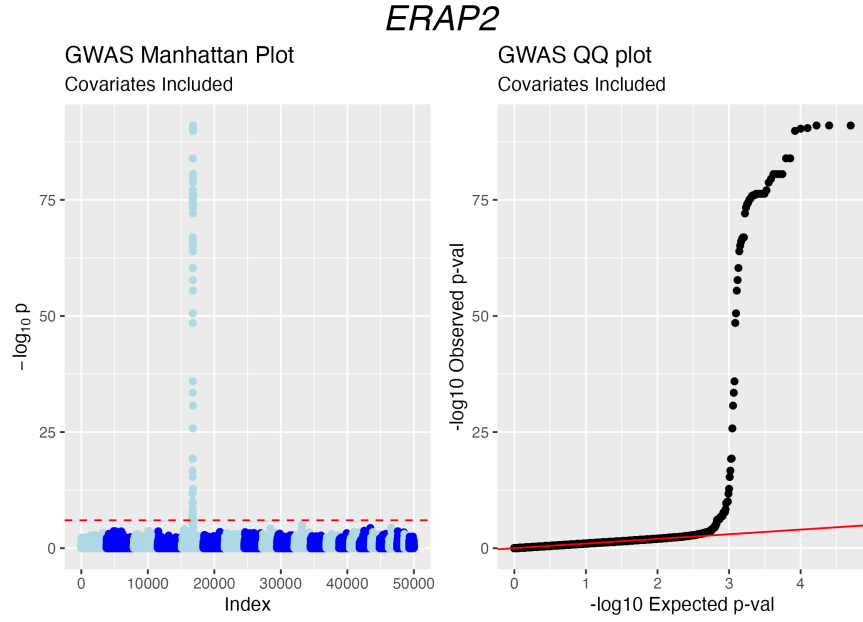 ERAP2
GWAS Manhattan Plot
Covariates Included
75
50
25
0
−log₁₀ p
0 10000 20000 30000 40000 50000
Index
GWAS QQ plot
Covariates Included
75
50
25
0
-log10 Observed p-val
0 1 2 3 4
-log10 Expected p-val